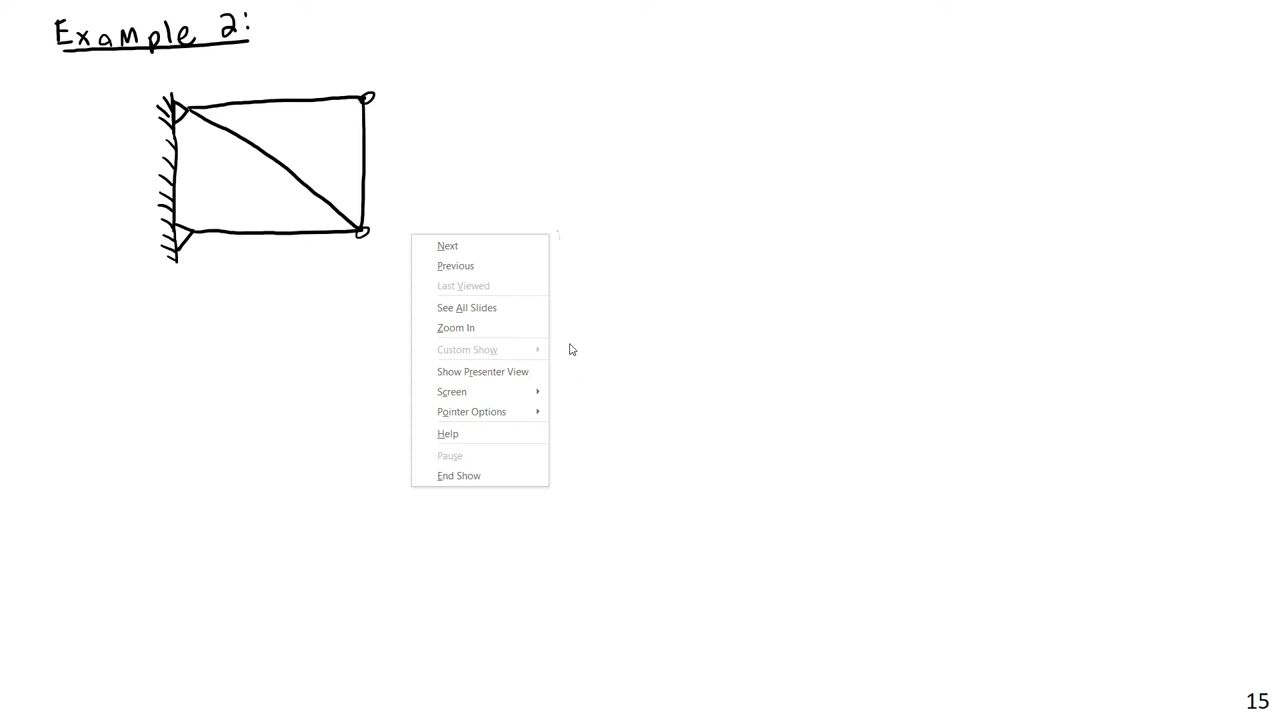 Example 2:
Next
Previous
Last Viewed
See All Slides
Zoom In
Custom Show
Show Presenter View
Screen
Pointer Options
Help
Pause
End Show
15